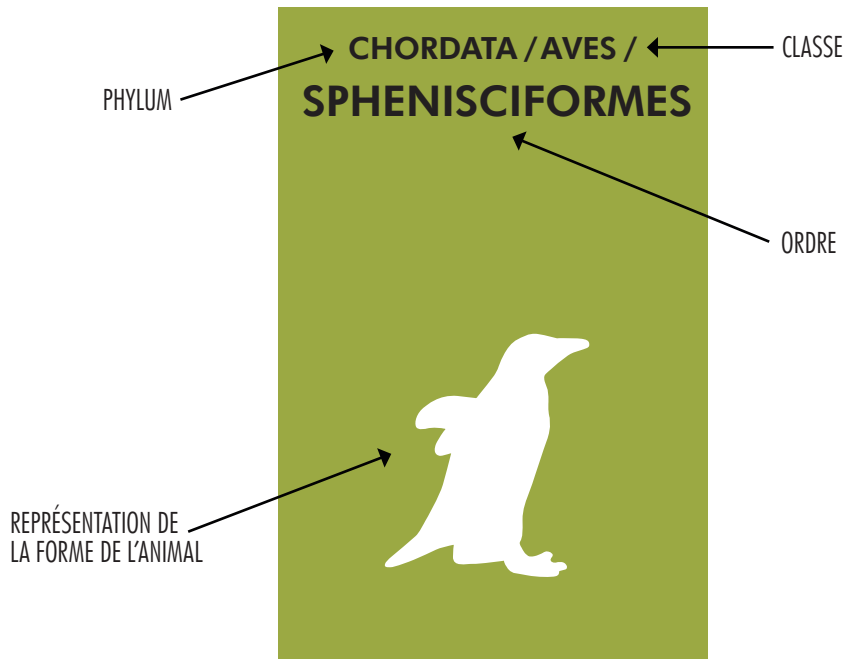 CHORDATA / AVES /
CLASSE
PHYLUM
SPHENISCIFORMES
ORDRE
REPRÉSENTATION DE
LA FORME DE L'ANIMAL